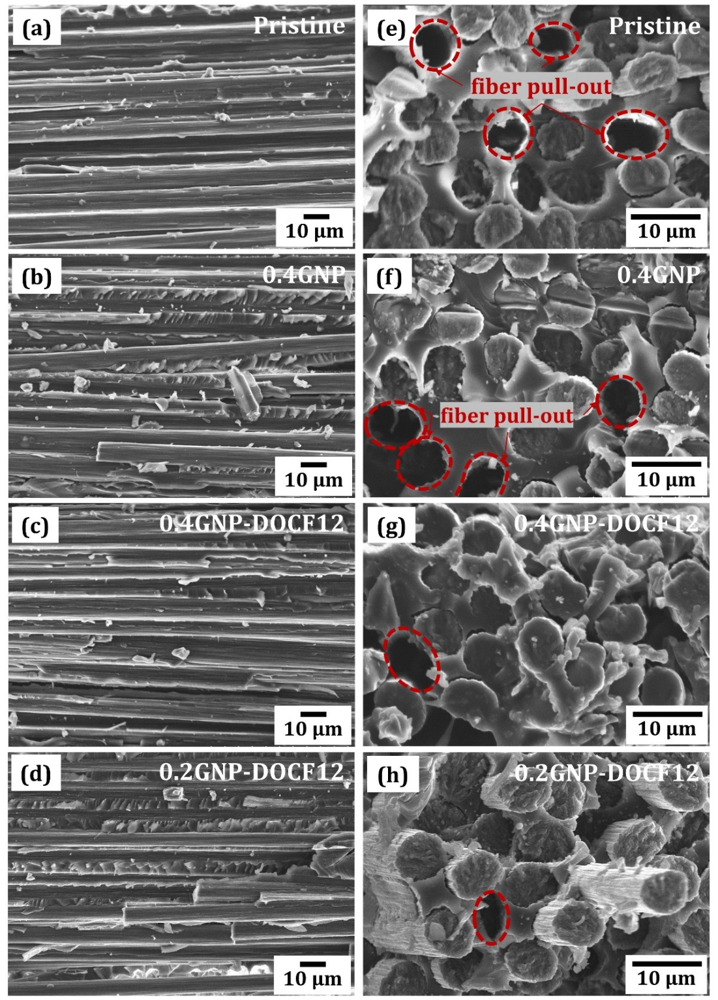 (a) Pristine
10 μm
(e) Pristine
fiber pull-out
10 μm
(b) 0.4GNP
10 μm
(f) 0.4GNP
fiber pull-out
10 μm
(c) 0.4GNP-DOCF12
10 μm
(g) 0.4GNP-DOCF12
10 μm
(d) 0.2GNP-DOCF12
10 μm
(h) 0.2GNP-DOCF12
10 μm